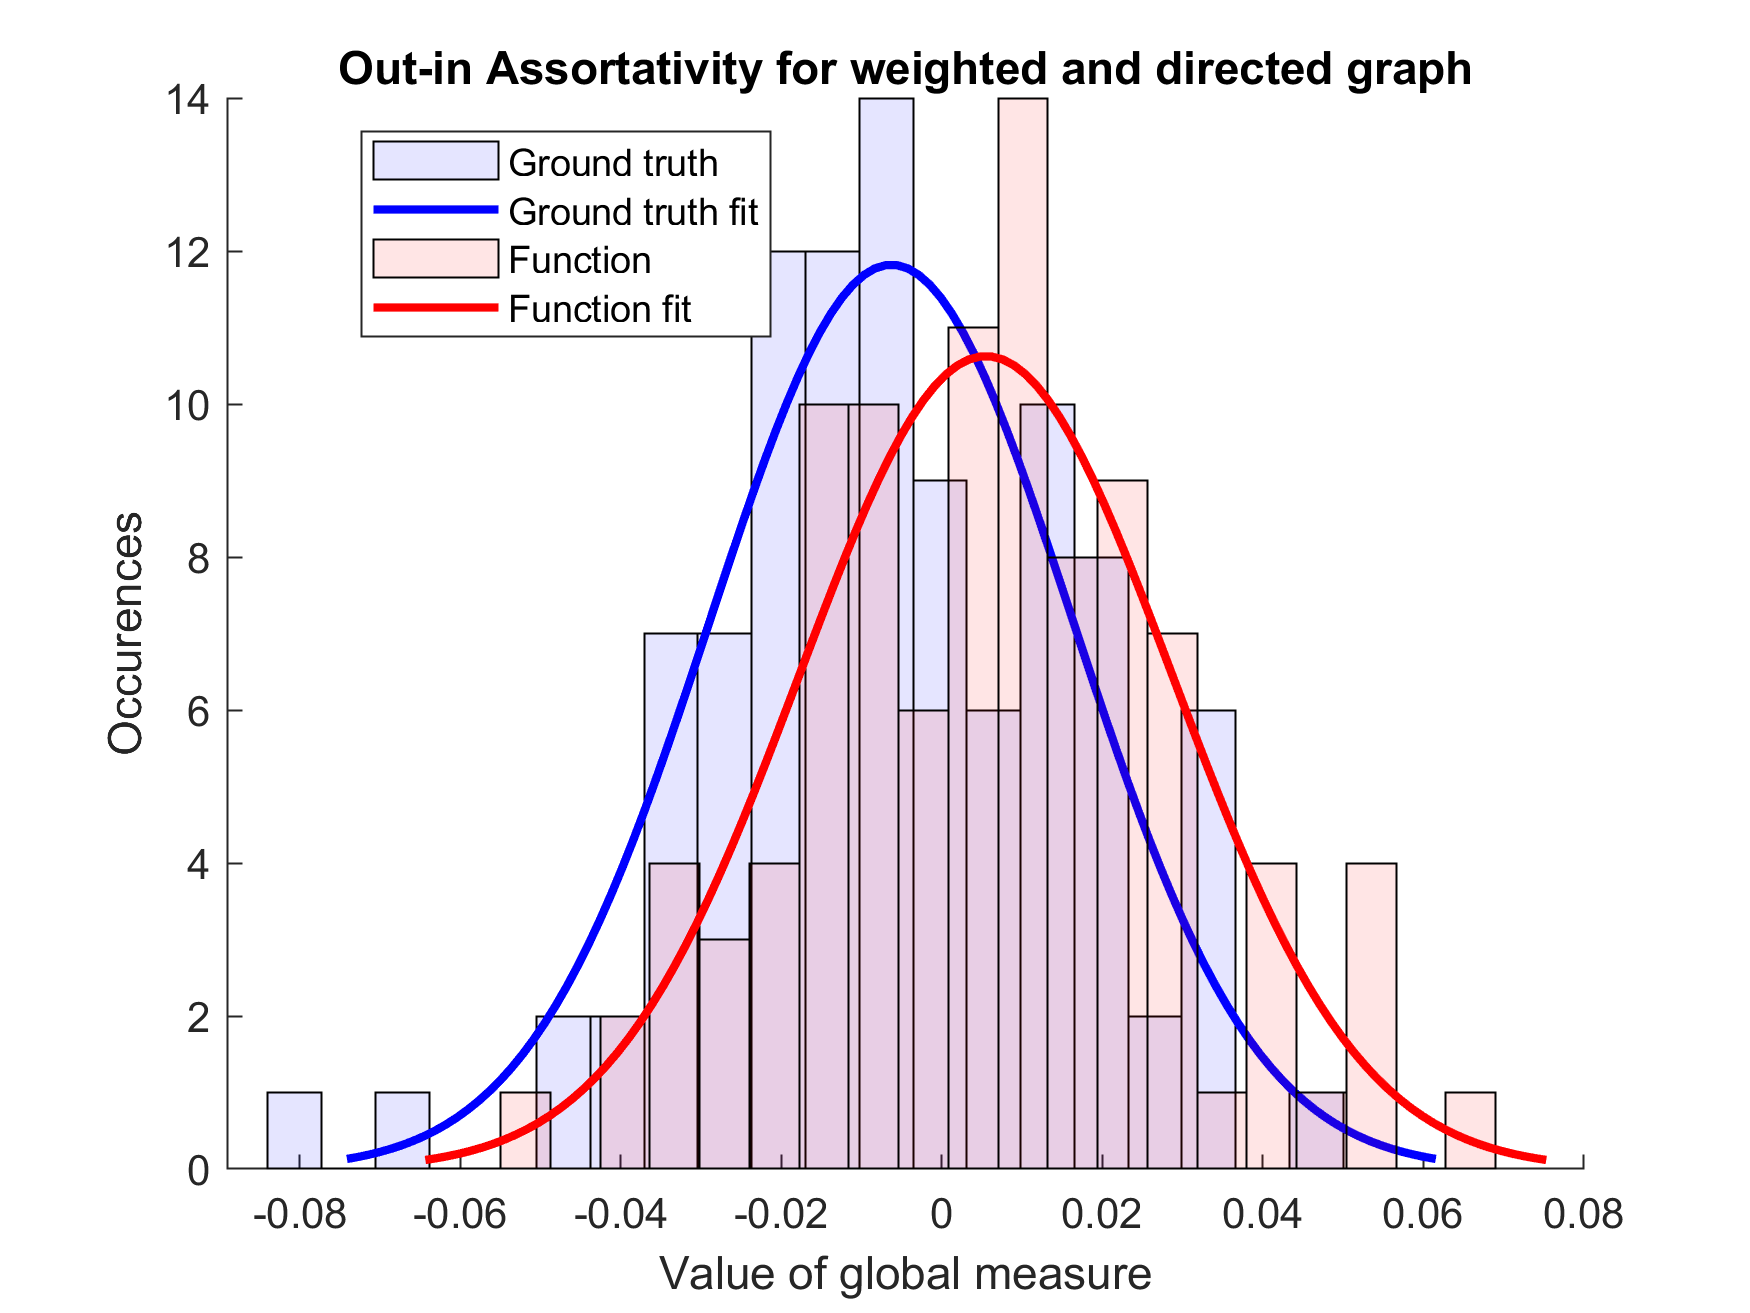 Out-in Assortativity for weighted and directed graph
14
12
10
8
6
4
2
0
Ground truth
Ground truth fit
Function
Function fit
Occurences
-0.08 -0.06 -0.04 -0.02 0 0.02 0.04 0.06 0.08
Value of global measure